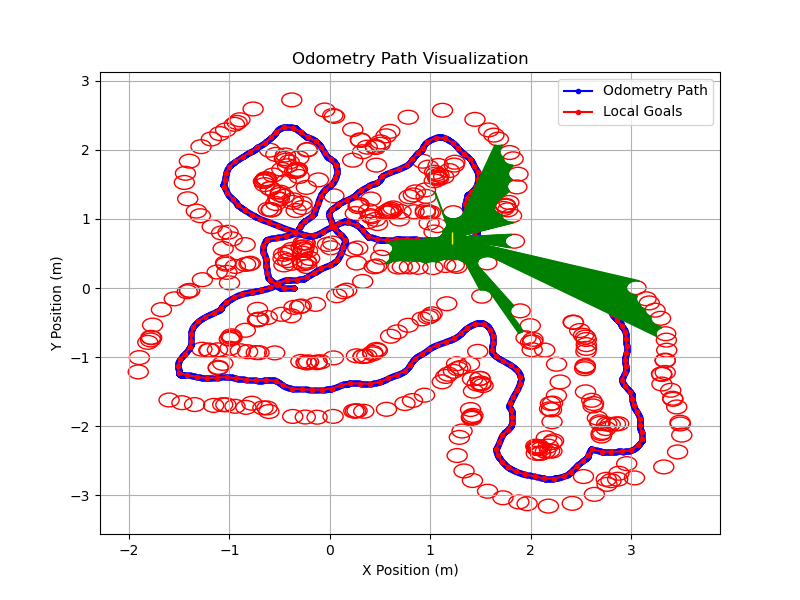 Odometry Path Visualization
Odometry Path
Local Goals
Y Position (m)
3
2
1
0
−1
−2
−3
−2
−1
0
1
2
3
X Position (m)